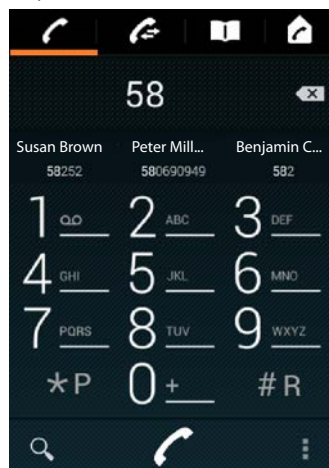 58
Susan Brown Peter Mill... Benjamin C...
58252 580690949 582
1 2 ABC 3 DEF
4 GHI 5 JKL 6 MNO
7 PQRS 8 TUV 9 WXYZ
*P 0 + #R